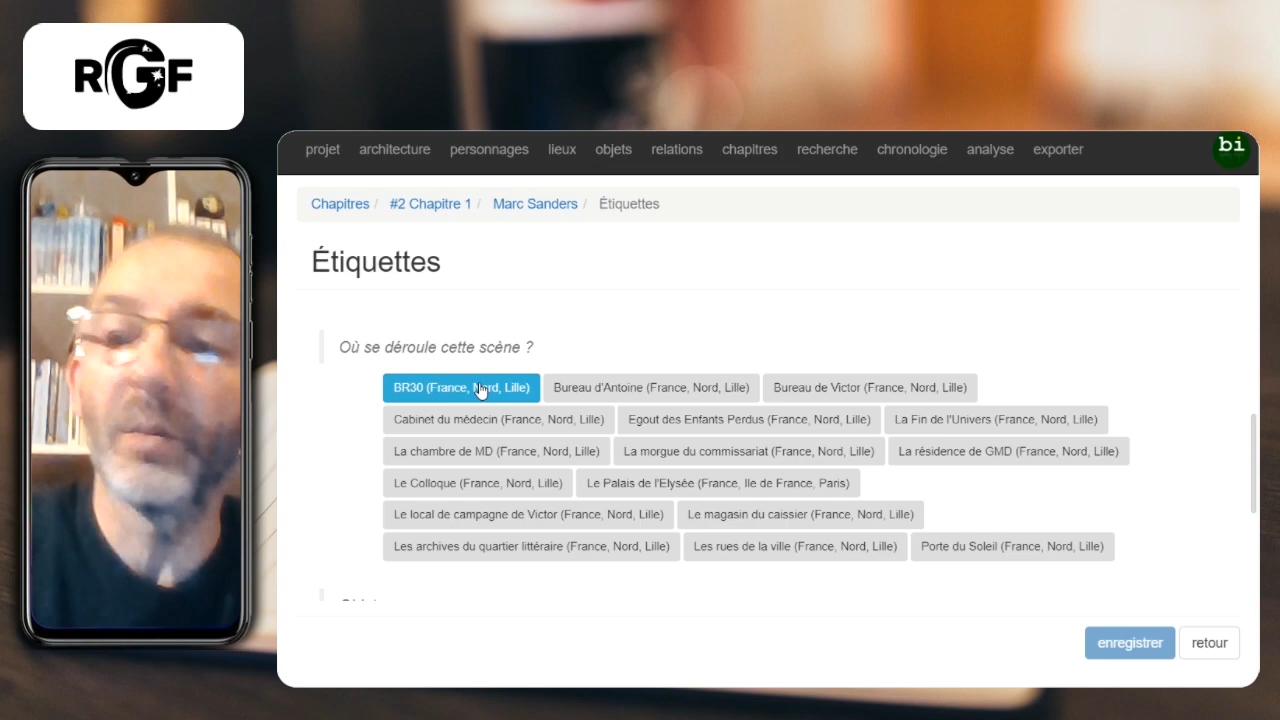 RGF
projet architecture personnages lieux objets relations chapitres recherche chronologie analyse exporter bi
Chapitres / #2 Chapitre 1 / Marc Sanders / Étiquettes
Étiquettes
Où se déroule cette scène ?
BR30 (France, Nord, Lille) Bureau d'Antoine (France, Nord, Lille) Bureau de Victor (France, Nord, Lille)
Cabinet du médecin (France, Nord, Lille) Egout des Enfants Perdus (France, Nord, Lille) La Fin de l'Univers (France, Nord, Lille)
La chambre de MD (France, Nord, Lille) La morgue du commissariat (France, Nord, Lille) La résidence de GMD (France, Nord, Lille)
Le Colloque (France, Nord, Lille) Le Palais de l'Elysée (France, Ile de France, Paris)
Le local de campagne de Victor (France, Nord, Lille) Le magasin du caissier (France, Nord, Lille)
Les archives du quartier littéraire (France, Nord, Lille) Les rues de la ville (France, Nord, Lille) Porte du Soleil (France, Nord, Lille)
enregistrer retour